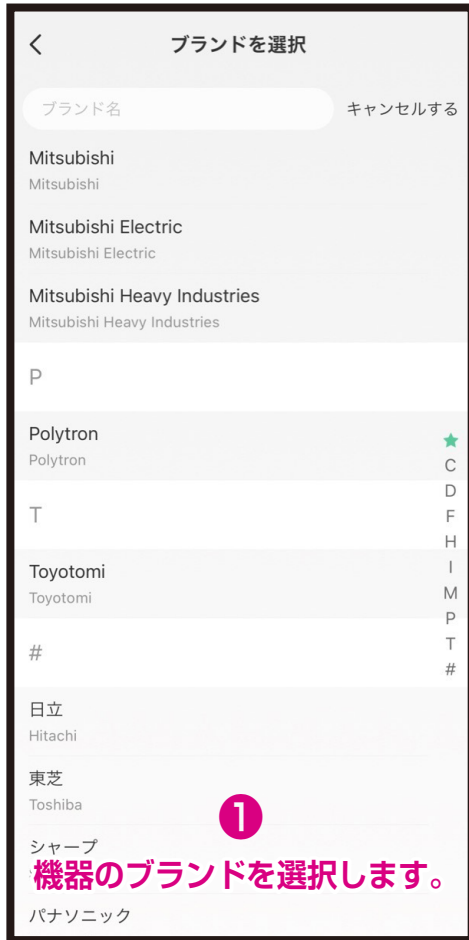 ブランドを選択
ブランド名
キャンセルする
Mitsubishi
Mitsubishi
Mitsubishi Electric
Mitsubishi Electric
Mitsubishi Heavy Industries
Mitsubishi Heavy Industries
P
Polytron
Polytron
T
Toyotomi
Toyotomi
#
日立
Hitachi
東芝
Toshiba
シャープ
パナソニック
★
C
D
F
H
I
M
P
T
#
❶
機器のブランドを選択します。